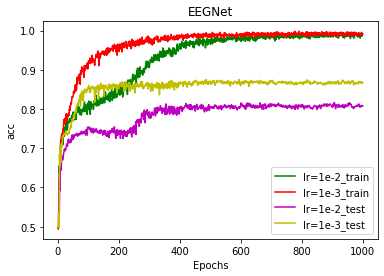 EEGNet
1.0
0.9
0.8
0.7
0.6
0.5
acc
0
200
400
600
800
1000
Epochs
lr=1e-2_train
lr=1e-3_train
lr=1e-2_test
lr=1e-3_test